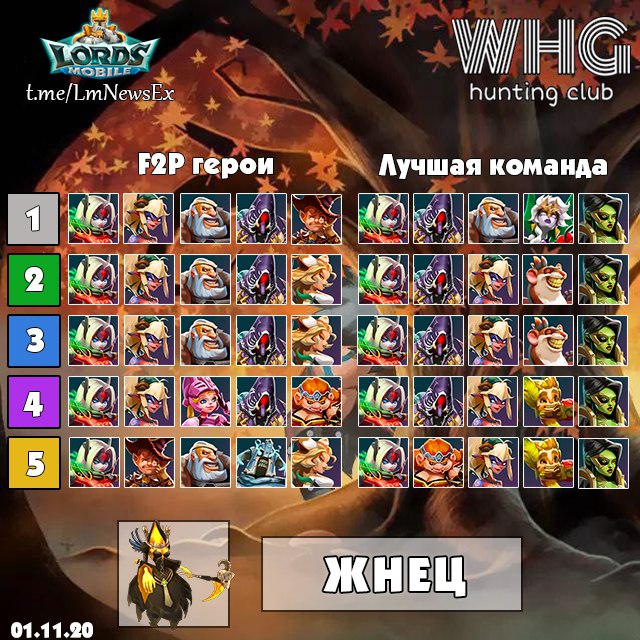 LORDS
MOBILE
t.me/LmNewsEx
WHG
hunting club
F2P герои
Лучшая команда
1
2
3
4
5
ЖНЕЦ
01.11.20